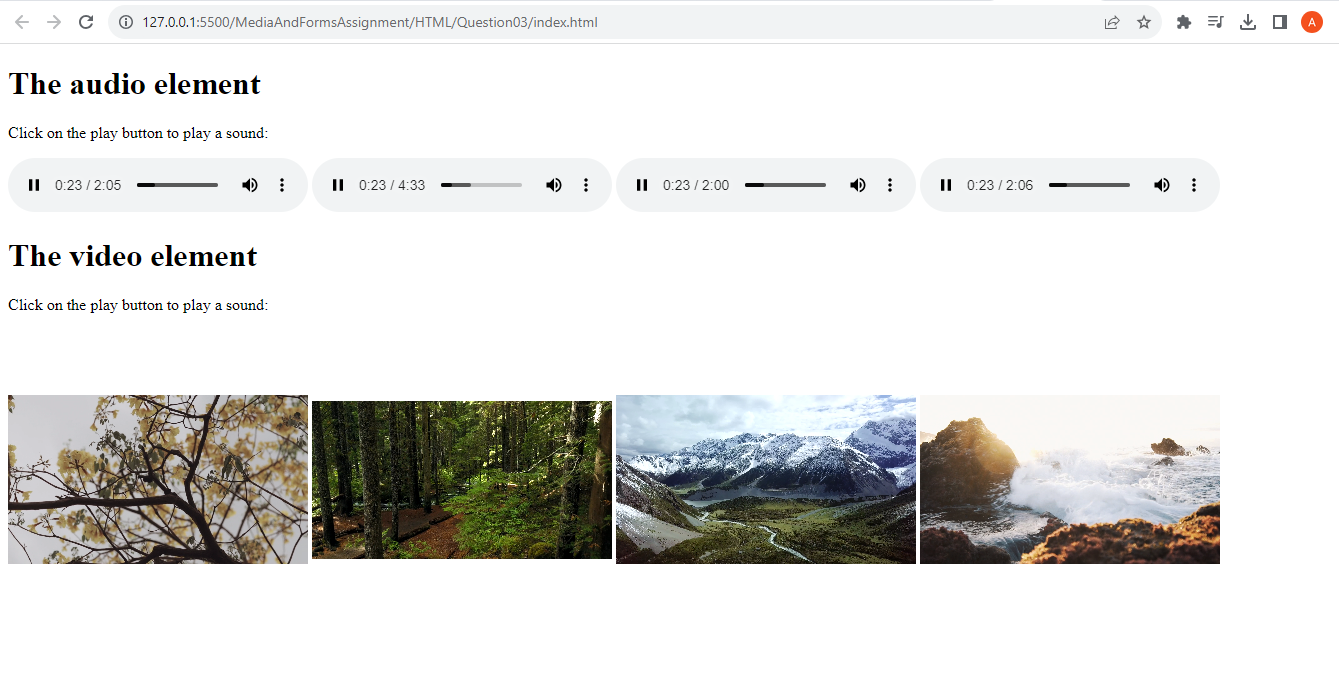 127.0.0.1:5500/MediaAndFormsAssignment/HTML/Question03/index.html
A
The audio element
Click on the play button to play a sound:
0:23 / 2:05
0:23 / 4:33
0:23 / 2:00
0:23 / 2:06
The video element
Click on the play button to play a sound: